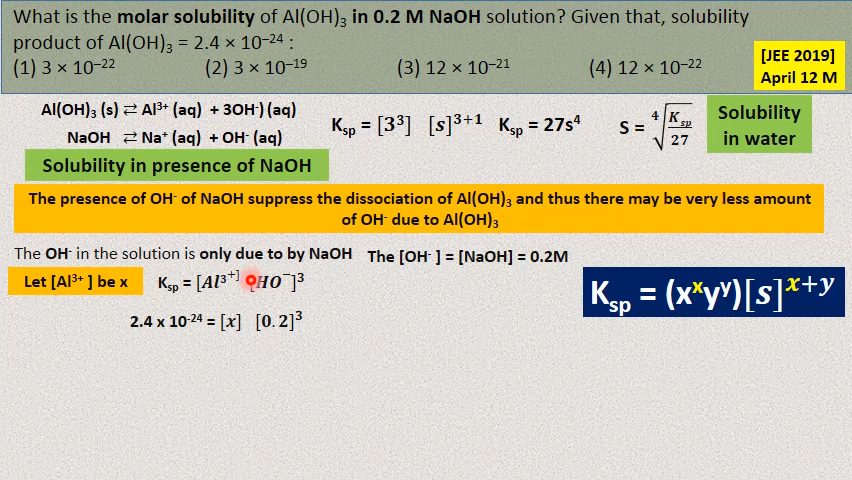 What is the molar solubility of Al(OH)₃ in 0.2 M NaOH solution? Given that, solubility
product of Al(OH)₃ = 2.4 × 10⁻²⁴ :
(1) 3 × 10⁻²² (2) 3 × 10⁻¹⁹ (3) 12 × 10⁻²¹ (4) 12 × 10⁻²²
[JEE 2019]
April 12 M
Al(OH)₃ (s) ⇄ Al³⁺ (aq) + 3OH⁻) (aq)
NaOH ⇄ Na⁺ (aq) + OH⁻ (aq)
Ksp = [3³] [s]³⁺¹ Ksp = 27s⁴
S = ⁴√(Ksp/27)
Solubility
in water
Solubility in presence of NaOH
The presence of OH⁻ of NaOH suppress the dissociation of Al(OH)₃ and thus there may be very less amount
of OH⁻ due to Al(OH)₃
The OH⁻ in the solution is only due to by NaOH The [OH⁻ ] = [NaOH] = 0.2M
Let [Al³⁺ ] be x
Ksp = [Al³⁺] [HO⁻]³
2.4 x 10⁻²⁴ = [x] [0.2]³
Ksp = (xˣyʸ)[s]ˣ⁺ʸ